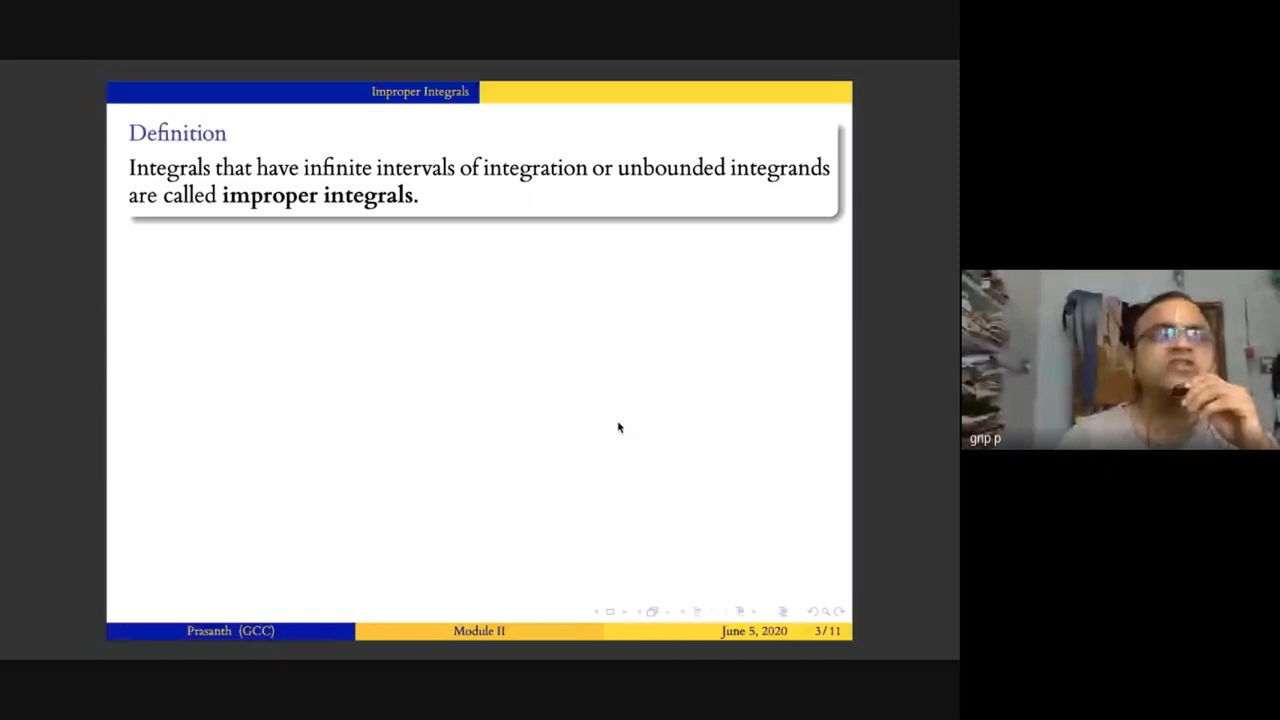 Improper Integrals
Definition
Integrals that have infinite intervals of integration or unbounded integrands
are called improper integrals.
gnp p
Prasanth (GCC) Module II June 5, 2020 3/11